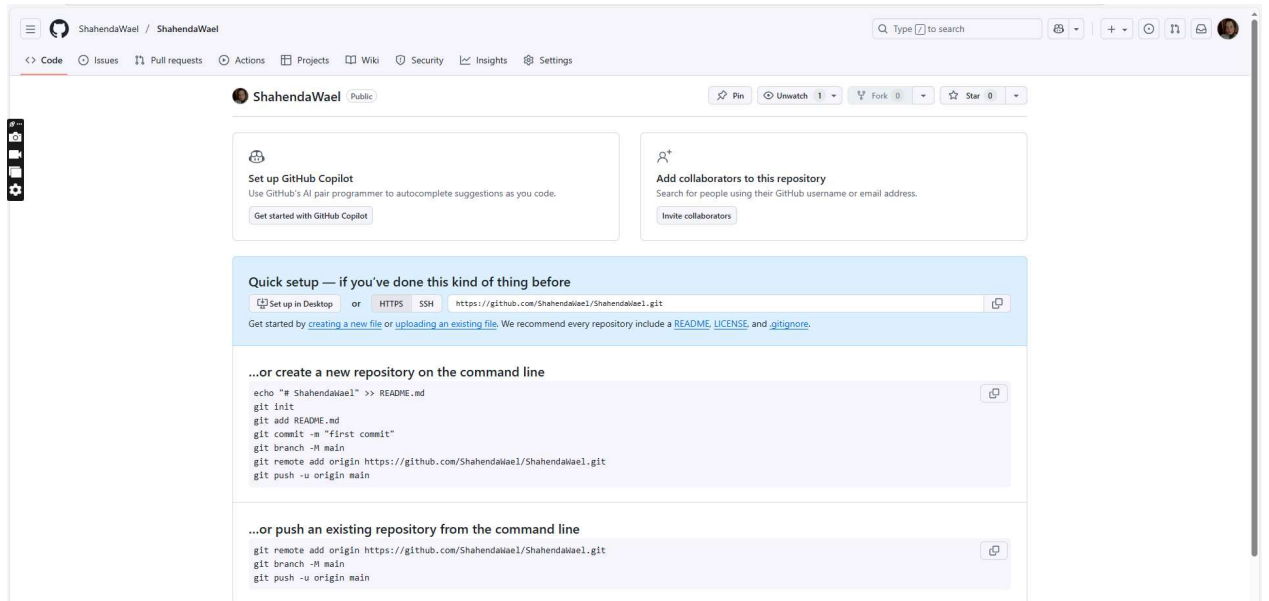 ShahendaWael / ShahendaWael
Type / to search
Code Issues Pull requests Actions Projects Wiki Security Insights Settings
ShahendaWael Public
Pin Unwatch 1 Fork 0 Star 0
Set up GitHub Copilot
Use GitHub's AI pair programmer to autocomplete suggestions as you code.
Get started with GitHub Copilot
Add collaborators to this repository
Search for people using their GitHub username or email address.
Invite collaborators
Quick setup — if you've done this kind of thing before
Set up in Desktop or HTTPS SSH https://github.com/ShahendaWael/ShahendaWael.git
Get started by creating a new file or uploading an existing file. We recommend every repository include a README, LICENSE, and .gitignore.
...or create a new repository on the command line
echo "# ShahendaWael" >> README.md
git init
git add README.md
git commit -m "first commit"
git branch -M main
git remote add origin https://github.com/ShahendaWael/ShahendaWael.git
git push -u origin main
...or push an existing repository from the command line
git remote add origin https://github.com/ShahendaWael/ShahendaWael.git
git branch -M main
git push -u origin main